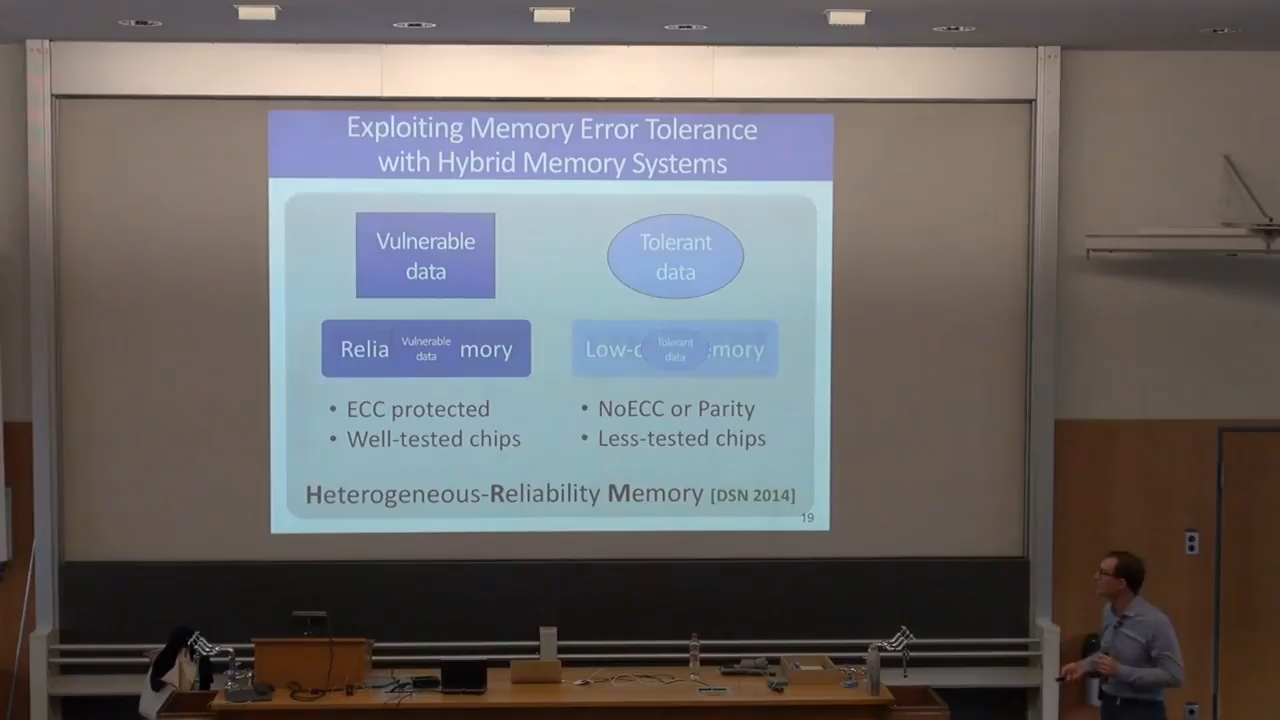 Exploiting Memory Error Tolerance
with Hybrid Memory Systems
Vulnerable
data
Tolerant
data
Relia
Vulnerable
data
mory
Low-c
Tolerant
data
mory
• ECC protected
• Well-tested chips
• NoECC or Parity
• Less-tested chips
Heterogeneous-Reliability Memory [DSN 2014]
19